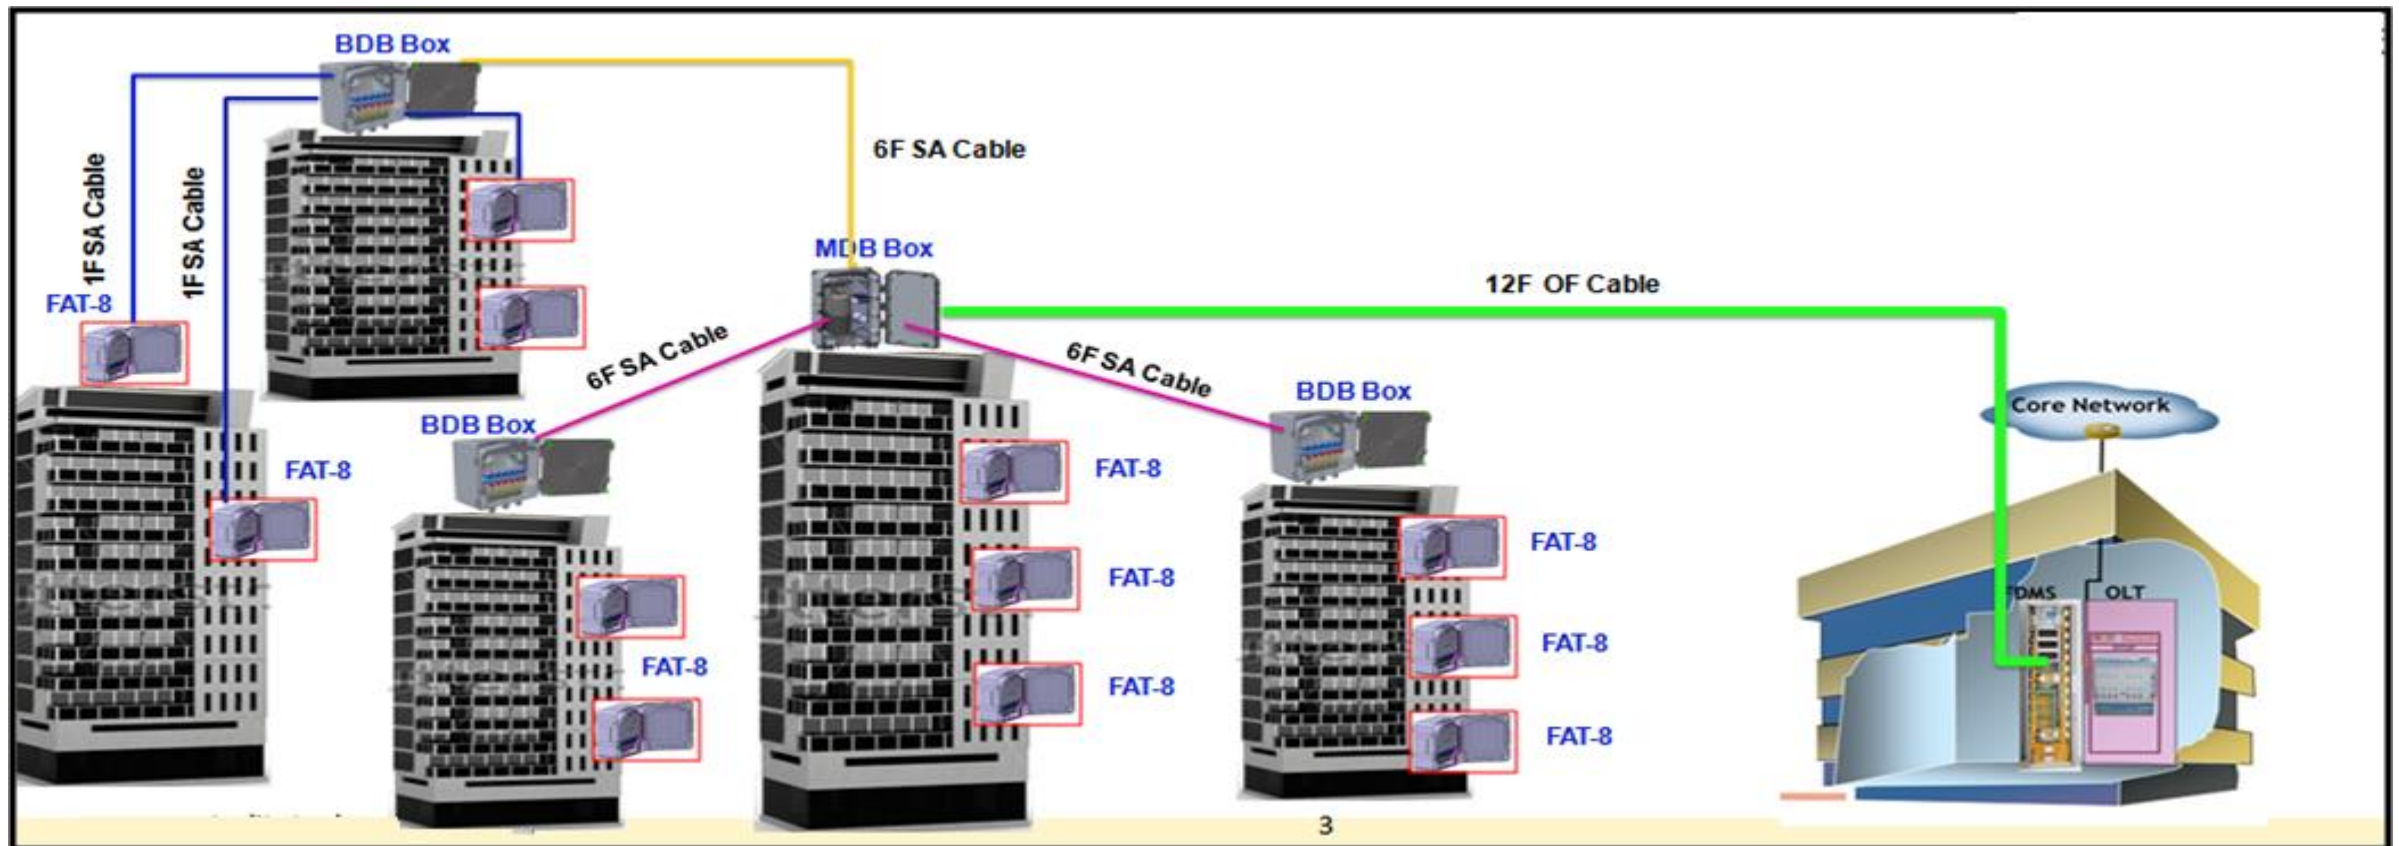 BDB Box
6F SA Cable
1F SA Cable
1F SA Cable
MDB Box
12F OF Cable
FAT-8
6F SA Cable
6F SA Cable
BDB Box
Core Network
BDB Box
FAT-8
FAT-8
FAT-8
FAT-8
FAT-8
FAT-8
FAT-8
FAT-8
FDMS
OLT
3